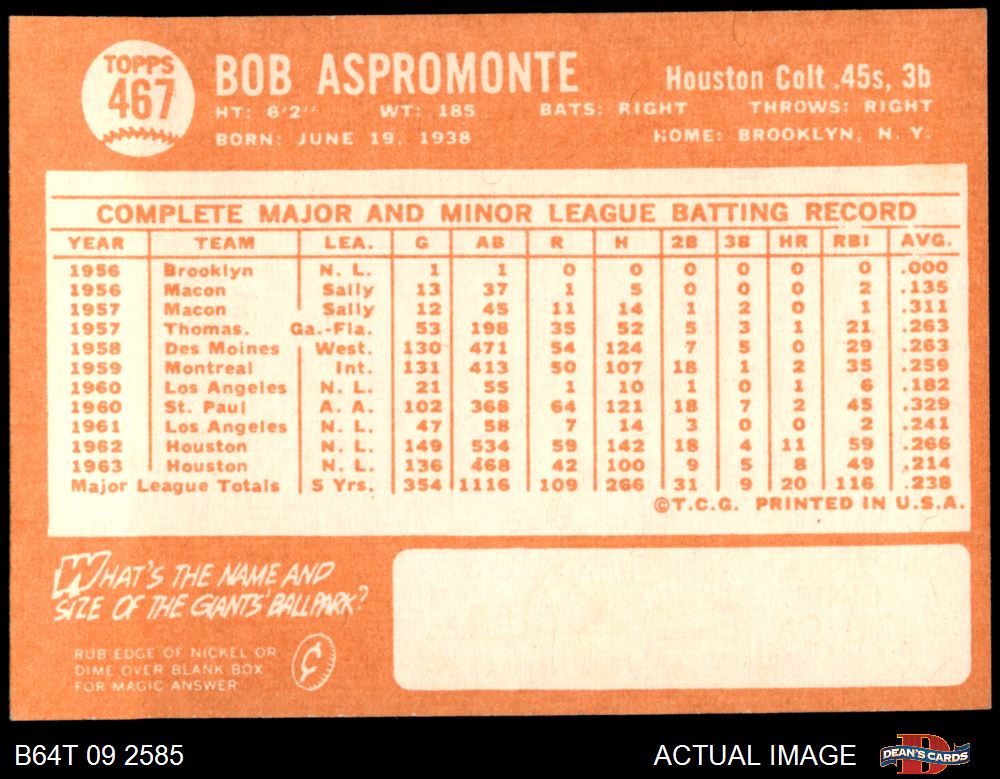 TOPPS
467
BOB ASPROMONTE
Houston Colt .45s, 3b
HT: 6'2" WT: 185 BATS: RIGHT THROWS: RIGHT
BORN: JUNE 19, 1938 HOME: BROOKLYN, N. Y.
COMPLETE MAJOR AND MINOR LEAGUE BATTING RECORD
YEAR TEAM LEA. G AB R H 2B 3B HR RBI AVG.
1956 Brooklyn N. L. 1 1 0 0 0 0 0 0 .000
1956 Macon Sally 13 37 1 5 0 0 0 2 .135
1957 Macon Sally 12 45 11 14 1 2 0 1 .311
1957 Thomas. Ga.-Fla. 53 198 35 52 5 3 1 21 .263
1958 Des Moines West. 130 471 54 124 7 5 0 29 .263
1959 Montreal Int. 131 413 50 107 18 1 2 35 .259
1960 Los Angeles N. L. 21 55 1 10 1 0 1 6 .182
1960 St. Paul A. A. 102 368 64 121 18 7 2 45 .329
1961 Los Angeles N. L. 47 58 7 14 3 0 0 2 .241
1962 Houston N. L. 149 534 59 142 18 4 11 59 .266
1963 Houston N. L. 136 468 42 100 9 5 8 49 .214
Major League Totals 5 Yrs. 354 1116 109 266 31 9 20 116 .238
©T.C.G. PRINTED IN U.S.A.
WHAT'S THE NAME AND
SIZE OF THE GIANTS' BALLPARK?
RUB EDGE OF NICKEL OR
DIME OVER BLANK BOX
FOR MAGIC ANSWER
¢
B64T 09 2585
ACTUAL IMAGE
D
DEAN'S CARDS